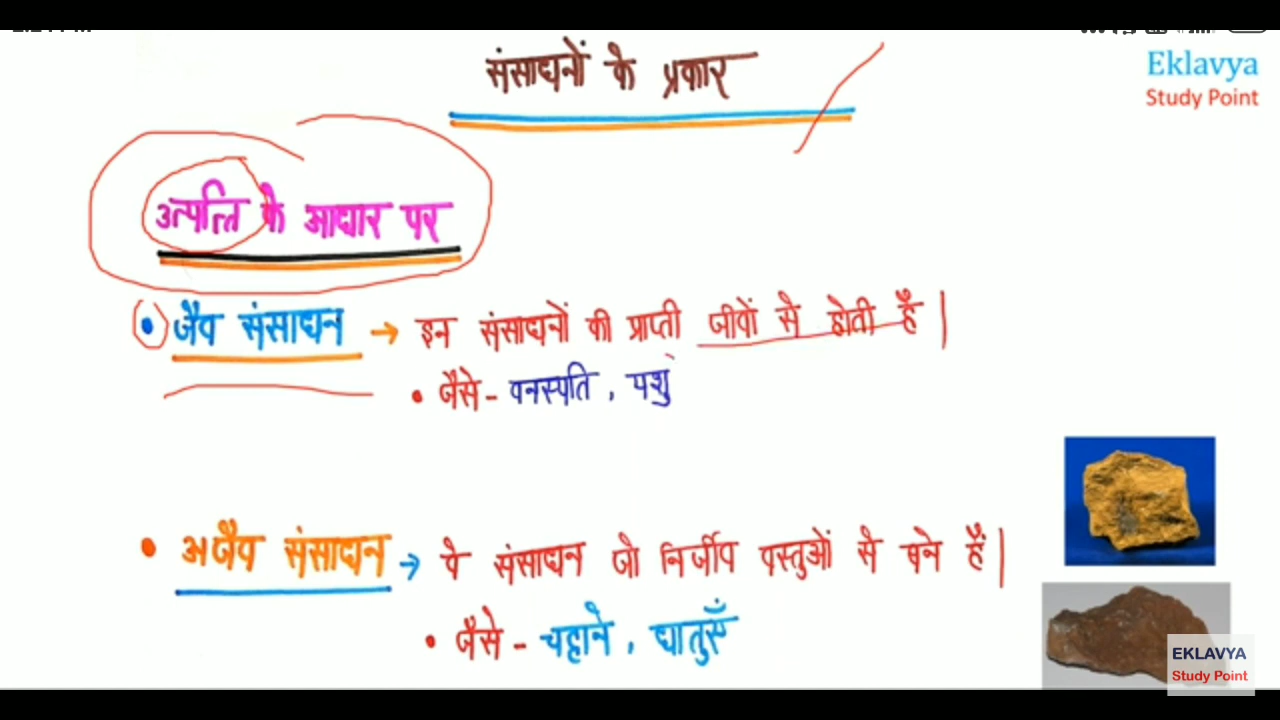 संसाधनों के प्रकार
Eklavya
Study Point
उत्पत्ति के आधार पर
• जैव संसाधन → इन संसाधनों की प्राप्ती जीवों से होती है |
• जैसे - वनस्पति , पशु
• अजैव संसाधन → वे संसाधन जो निर्जीव वस्तुओं से बने हैं |
• जैसे - चट्टाने , धातुएँ
EKLAVYA
Study Point